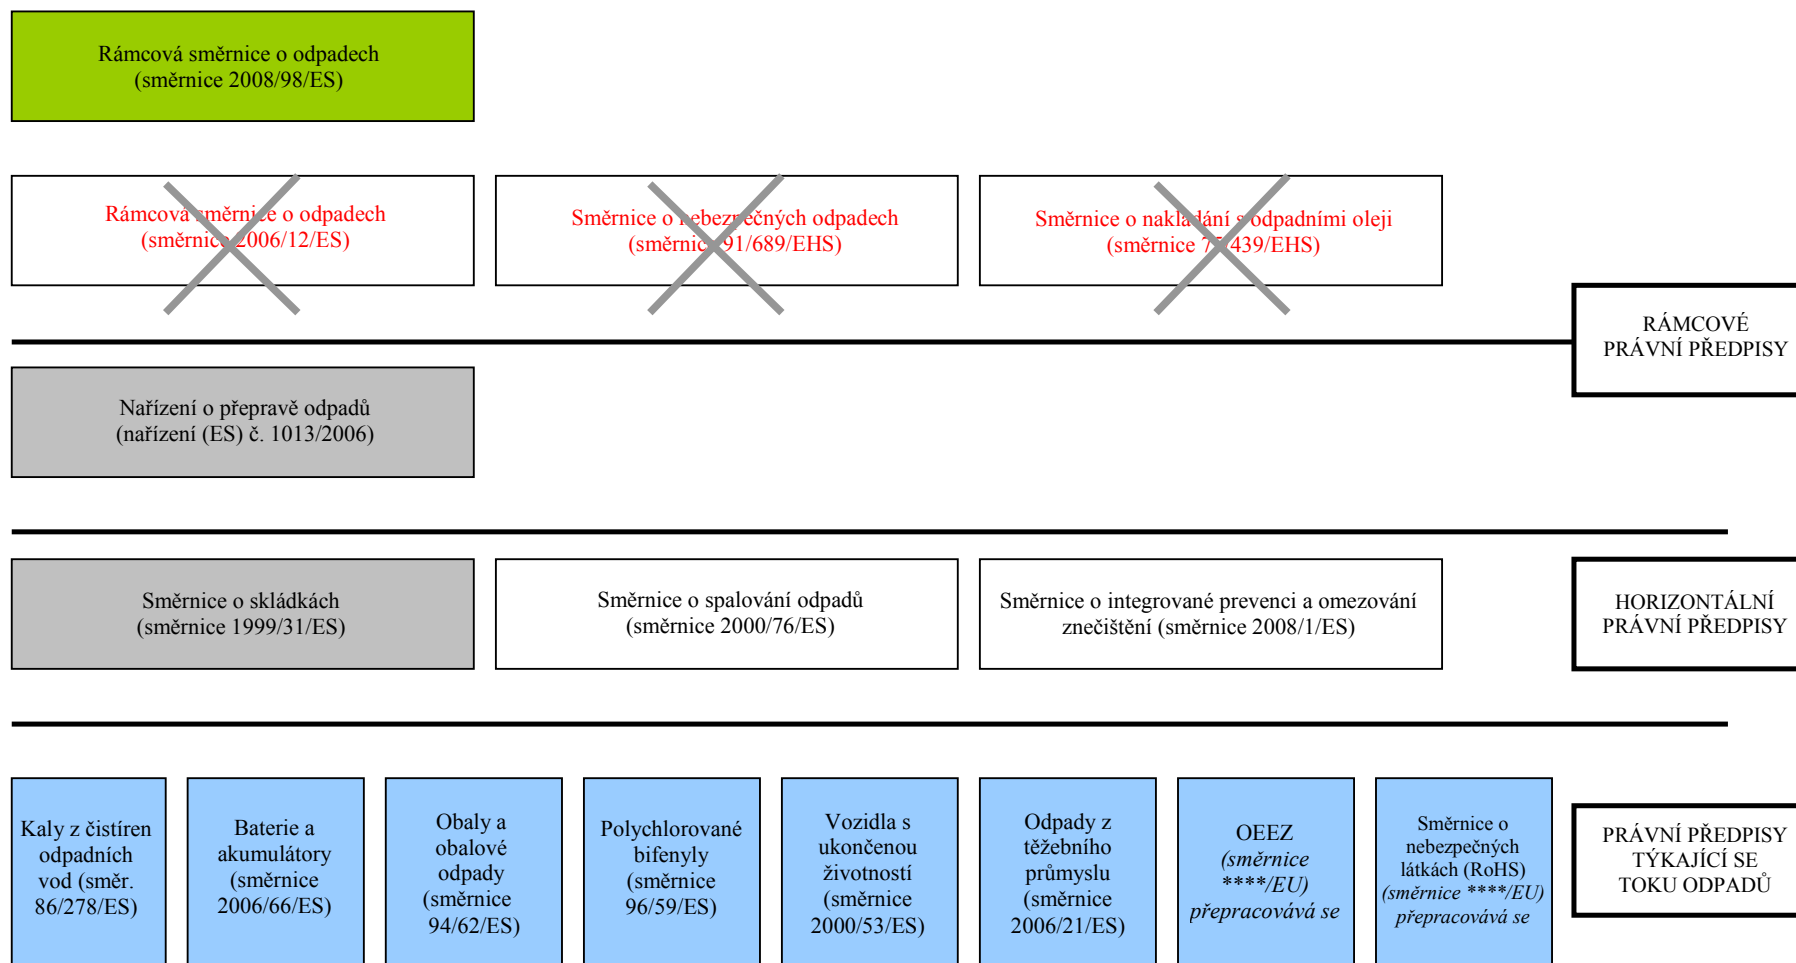 Rámcová směrnice o odpadech
(směrnice 2008/98/ES)
Rámcová směrnice o odpadech
(směrnice 2006/12/ES)
Směrnice o nebezpečných odpadech
(směrnice 91/689/EHS)
Směrnice o nakládání s odpadními oleji
(směrnice 75/439/EHS)
RÁMCOVÉ
PRÁVNÍ PŘEDPISY
Nařízení o přepravě odpadů
(nařízení (ES) č. 1013/2006)
Směrnice o skládkách
(směrnice 1999/31/ES)
Směrnice o spalování odpadů
(směrnice 2000/76/ES)
Směrnice o integrované prevenci a omezování
znečištění (směrnice 2008/1/ES)
HORIZONTÁLNÍ
PRÁVNÍ PŘEDPISY
Kaly z čistíren
odpadních
vod (směr.
86/278/ES)
Baterie a
akumulátory
(směrnice
2006/66/ES)
Obaly a
obalové
odpady
(směrnice
94/62/ES)
Polychlorované
bifenyly
(směrnice
96/59/ES)
Vozidla s
ukončenou
životností
(směrnice
2000/53/ES)
Odpady z
těžebního
průmyslu
(směrnice
2006/21/ES)
OEEZ
(směrnice
****/EU)
přepracovává se
Směrnice o
nebezpečných
látkách (RoHS)
(směrnice ****/EU)
přepracovává se
PRÁVNÍ PŘEDPISY
TÝKAJÍCÍ SE
TOKU ODPADŮ